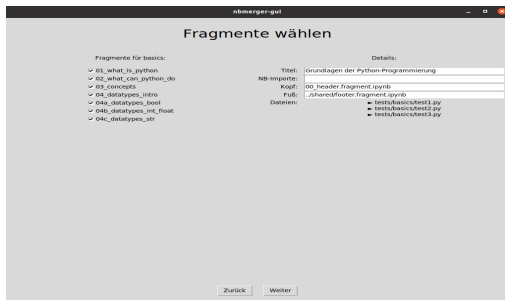 nbmerger-gui
Fragmente wählen
Fragmente für basics:
01_what_is_python
02_what_can_python_do
03_concepts
04_datatypes_intro
04a_datatypes_bool
04b_datatypes_int_float
04c_datatypes_str
Details:
Titel: Grundlagen der Python-Programmierung
NB-Importe:
Kopf: 00_header.fragment.ipynb
Fuß: ../shared/footer.fragment.ipynb
Dateien: ► tests/basics/test1.py
► tests/basics/test2.py
► tests/basics/test3.py
Zurück Weiter